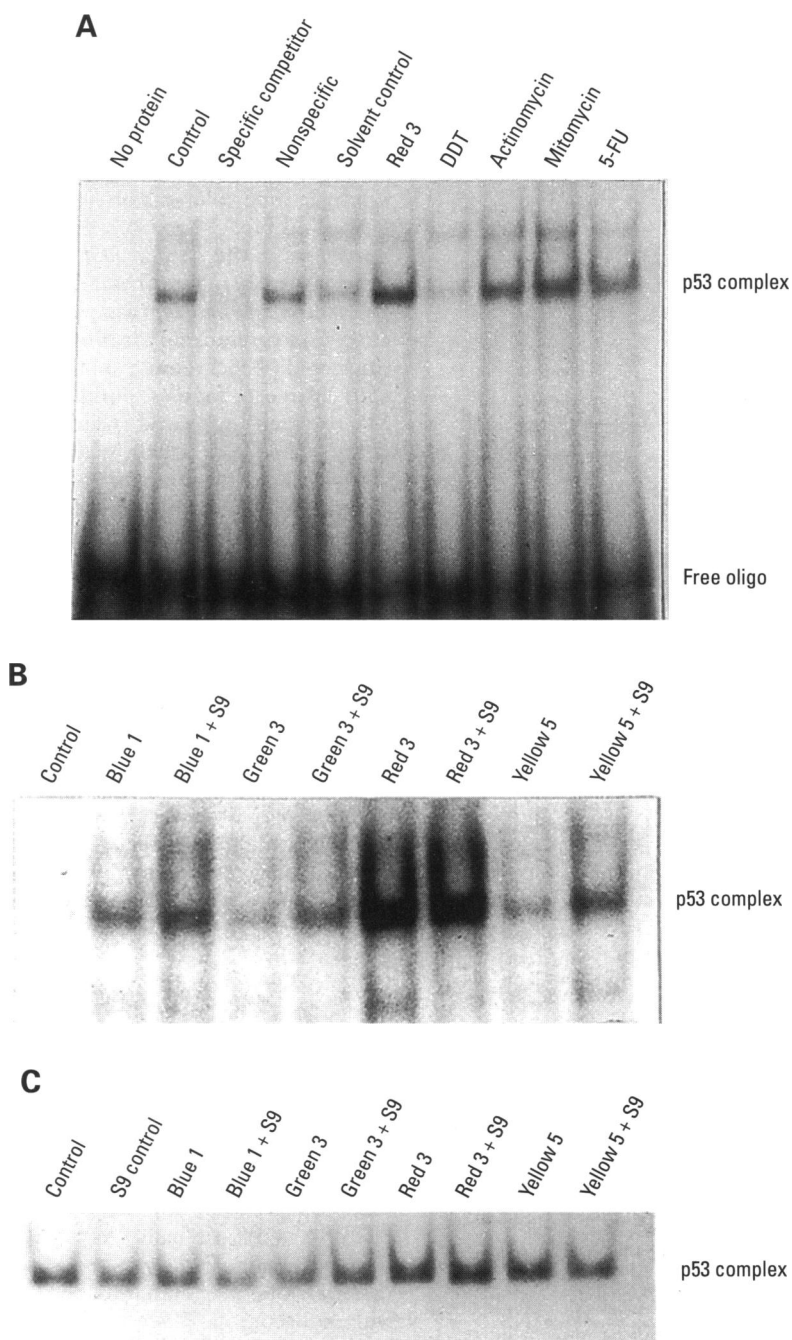 A
No protein
Control
Specific competitor
Nonspecific
Solvent control
Red 3
DDT
Actinomycin
Mitomycin
5-FU
p53 complex
Free oligo
B
Control
Blue 1
Blue 1 + S9
Green 3
Green 3 + S9
Red 3
Red 3 + S9
Yellow 5
Yellow 5 + S9
p53 complex
C
Control
S9 control
Blue 1
Blue 1 + S9
Green 3
Green 3 + S9
Red 3
Red 3 + S9
Yellow 5
Yellow 5 + S9
p53 complex